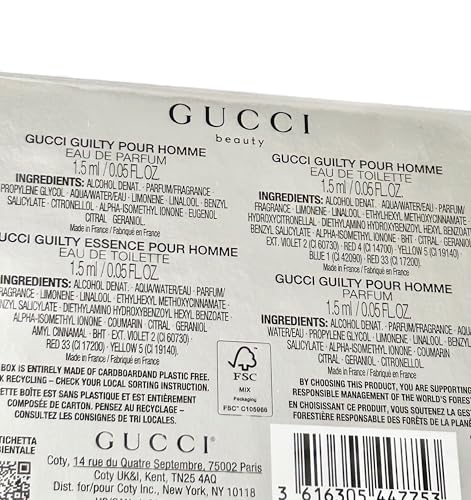 GUCCI
beauty
GUCCI GUILTY POUR HOMME
EAU DE PARFUM
1.5 ml / 0.05 FL.OZ.
INGREDIENTS: ALCOHOL DENAT. · PARFUM/FRAGRANCE ·
PROPYLENE GLYCOL · AQUA/WATER/EAU · LIMONENE · LINALOOL · BENZYL
SALICYLATE · CITRONELLOL · ALPHA-ISOMETHYL IONONE · EUGENOL
CITRAL · GERANIOL
Made in France / Fabriqué en France
GUCCI GUILTY POUR HOMME
EAU DE TOILETTE
1.5 ml / 0.05 FL.OZ.
INGREDIENTS: ALCOHOL DENAT. · AQUA/WATER/EAU · PARFUM/
FRAGRANCE · LIMONENE · LINALOOL · ETHYLHEXYL METHOXYCINNAMATE ·
HYDROXYCITRONELLAL · DIETHYLAMINO HYDROXYBENZOYL HEXYL BENZOATE
BENZYL SALICYLATE · ALPHA-ISOMETHYL IONONE · BHT · CITRAL · GERANIOL
EXT. VIOLET 2 (CI 60730) · RED 4 (CI 14700) · YELLOW 5 (CI 19140)
BLUE 1 (CI 42090) · RED 33 (CI 17200)
Made in France / Fabriqué en France
GUCCI GUILTY ESSENCE POUR HOMME
EAU DE TOILETTE
1.5 ml / 0.05 FL.OZ.
INGREDIENTS: ALCOHOL DENAT. · AQUA/WATER/EAU · PARFUM/
FRAGRANCE · LIMONENE · LINALOOL · ETHYLHEXYL METHOXYCINNAMATE
BENZYL SALICYLATE · DIETHYLAMINO HYDROXYBENZOYL HEXYL BENZOATE
ALPHA-ISOMETHYL IONONE · COUMARIN · CITRAL · GERANIOL
AMYL CINNAMAL · BHT · EXT. VIOLET 2 (CI 60730)
RED 33 (CI 17200) · YELLOW 5 (CI 19140).
Made in France / Fabriqué en France
GUCCI GUILTY POUR HOMME
PARFUM
1.5 ml / 0.05 FL.OZ.
INGREDIENTS: ALCOHOL DENAT. · PARFUM/FRAGRANCE · AQUA/
WATER/EAU · PROPYLENE GLYCOL · LIMONENE · LINALOOL · BENZYL
SALICYLATE · ALPHA-ISOMETHYL IONONE · COUMARIN
CITRAL · GERANIOL · CITRONELLOL
Made in France / Fabriqué en France
BOX IS ENTIRELY MADE OF CARDBOARD AND PLASTIC FREE.
RECYCLING – CHECK YOUR LOCAL SORTING INSTRUCTION.
CETTE BOÎTE EST SANS PLASTIQUE ET EST ENTIÈREMENT
COMPOSÉE DE CARTON. PENSEZ AU RECYCLAGE –
CONSULTEZ LES CONSIGNES DE TRI LOCALES.
FSC
MIX
Packaging
FSC® C105966
BY CHOOSING THIS PRODUCT, YOU ARE SUPPORTING
RESPONSIBLE MANAGEMENT OF THE WORLD'S FOREST
EN CHOISISSANT CE PRODUIT, VOUS SOUTENEZ LA GEST
RESPONSABLE DES FORÊTS DE LA PLANÈ
ETICHETTA
AMBIENTALE
GUCCI
Coty, 14 rue du Quatre Septembre, 75002 Paris
Coty UK&I, Kent, TN25 4AQ
Dist. for/pour Coty Inc., New York, NY 10118
3 616305 447753